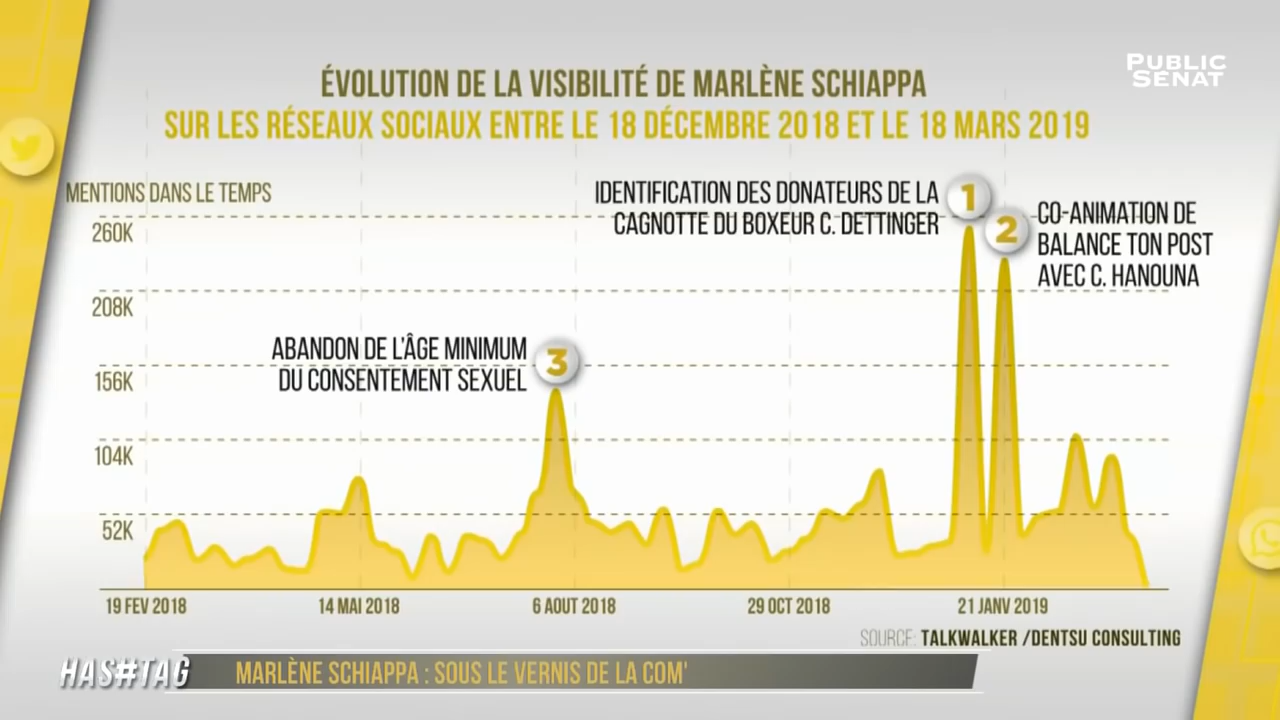 PUBLIC
SÉNAT
ÉVOLUTION DE LA VISIBILITÉ DE MARLÈNE SCHIAPPA
SUR LES RÉSEAUX SOCIAUX ENTRE LE 18 DÉCEMBRE 2018 ET LE 18 MARS 2019
MENTIONS DANS LE TEMPS
260K
208K
156K
104K
52K
IDENTIFICATION DES DONATEURS DE LA
CAGNOTTE DU BOXEUR C. DETTINGER
1
2
CO-ANIMATION DE
BALANCE TON POST
AVEC C. HANOUNA
ABANDON DE L'ÂGE MINIMUM
DU CONSENTEMENT SEXUEL
3
19 FEV 2018
14 MAI 2018
6 AOUT 2018
29 OCT 2018
21 JANV 2019
SOURCE: TALKWALKER /DENTSU CONSULTING
HAS#TAG
MARLÈNE SCHIAPPA : SOUS LE VERNIS DE LA COM'